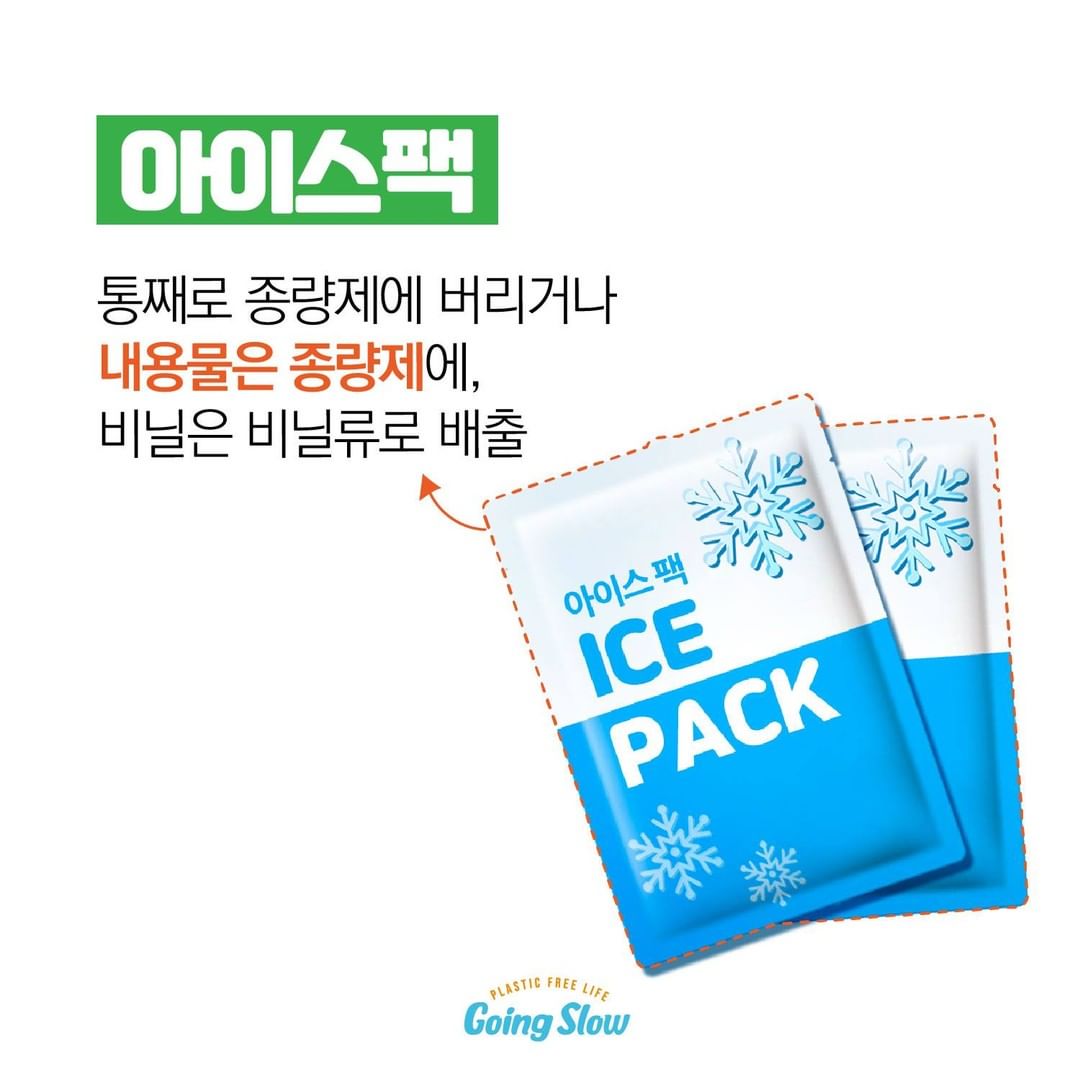 아이스팩
통째로 종량제에 버리거나
내용물은 종량제에,
비닐은 비닐류로 배출
아이스팩
ICE
PACK
PLASTIC FREE LIFE
Going Slow